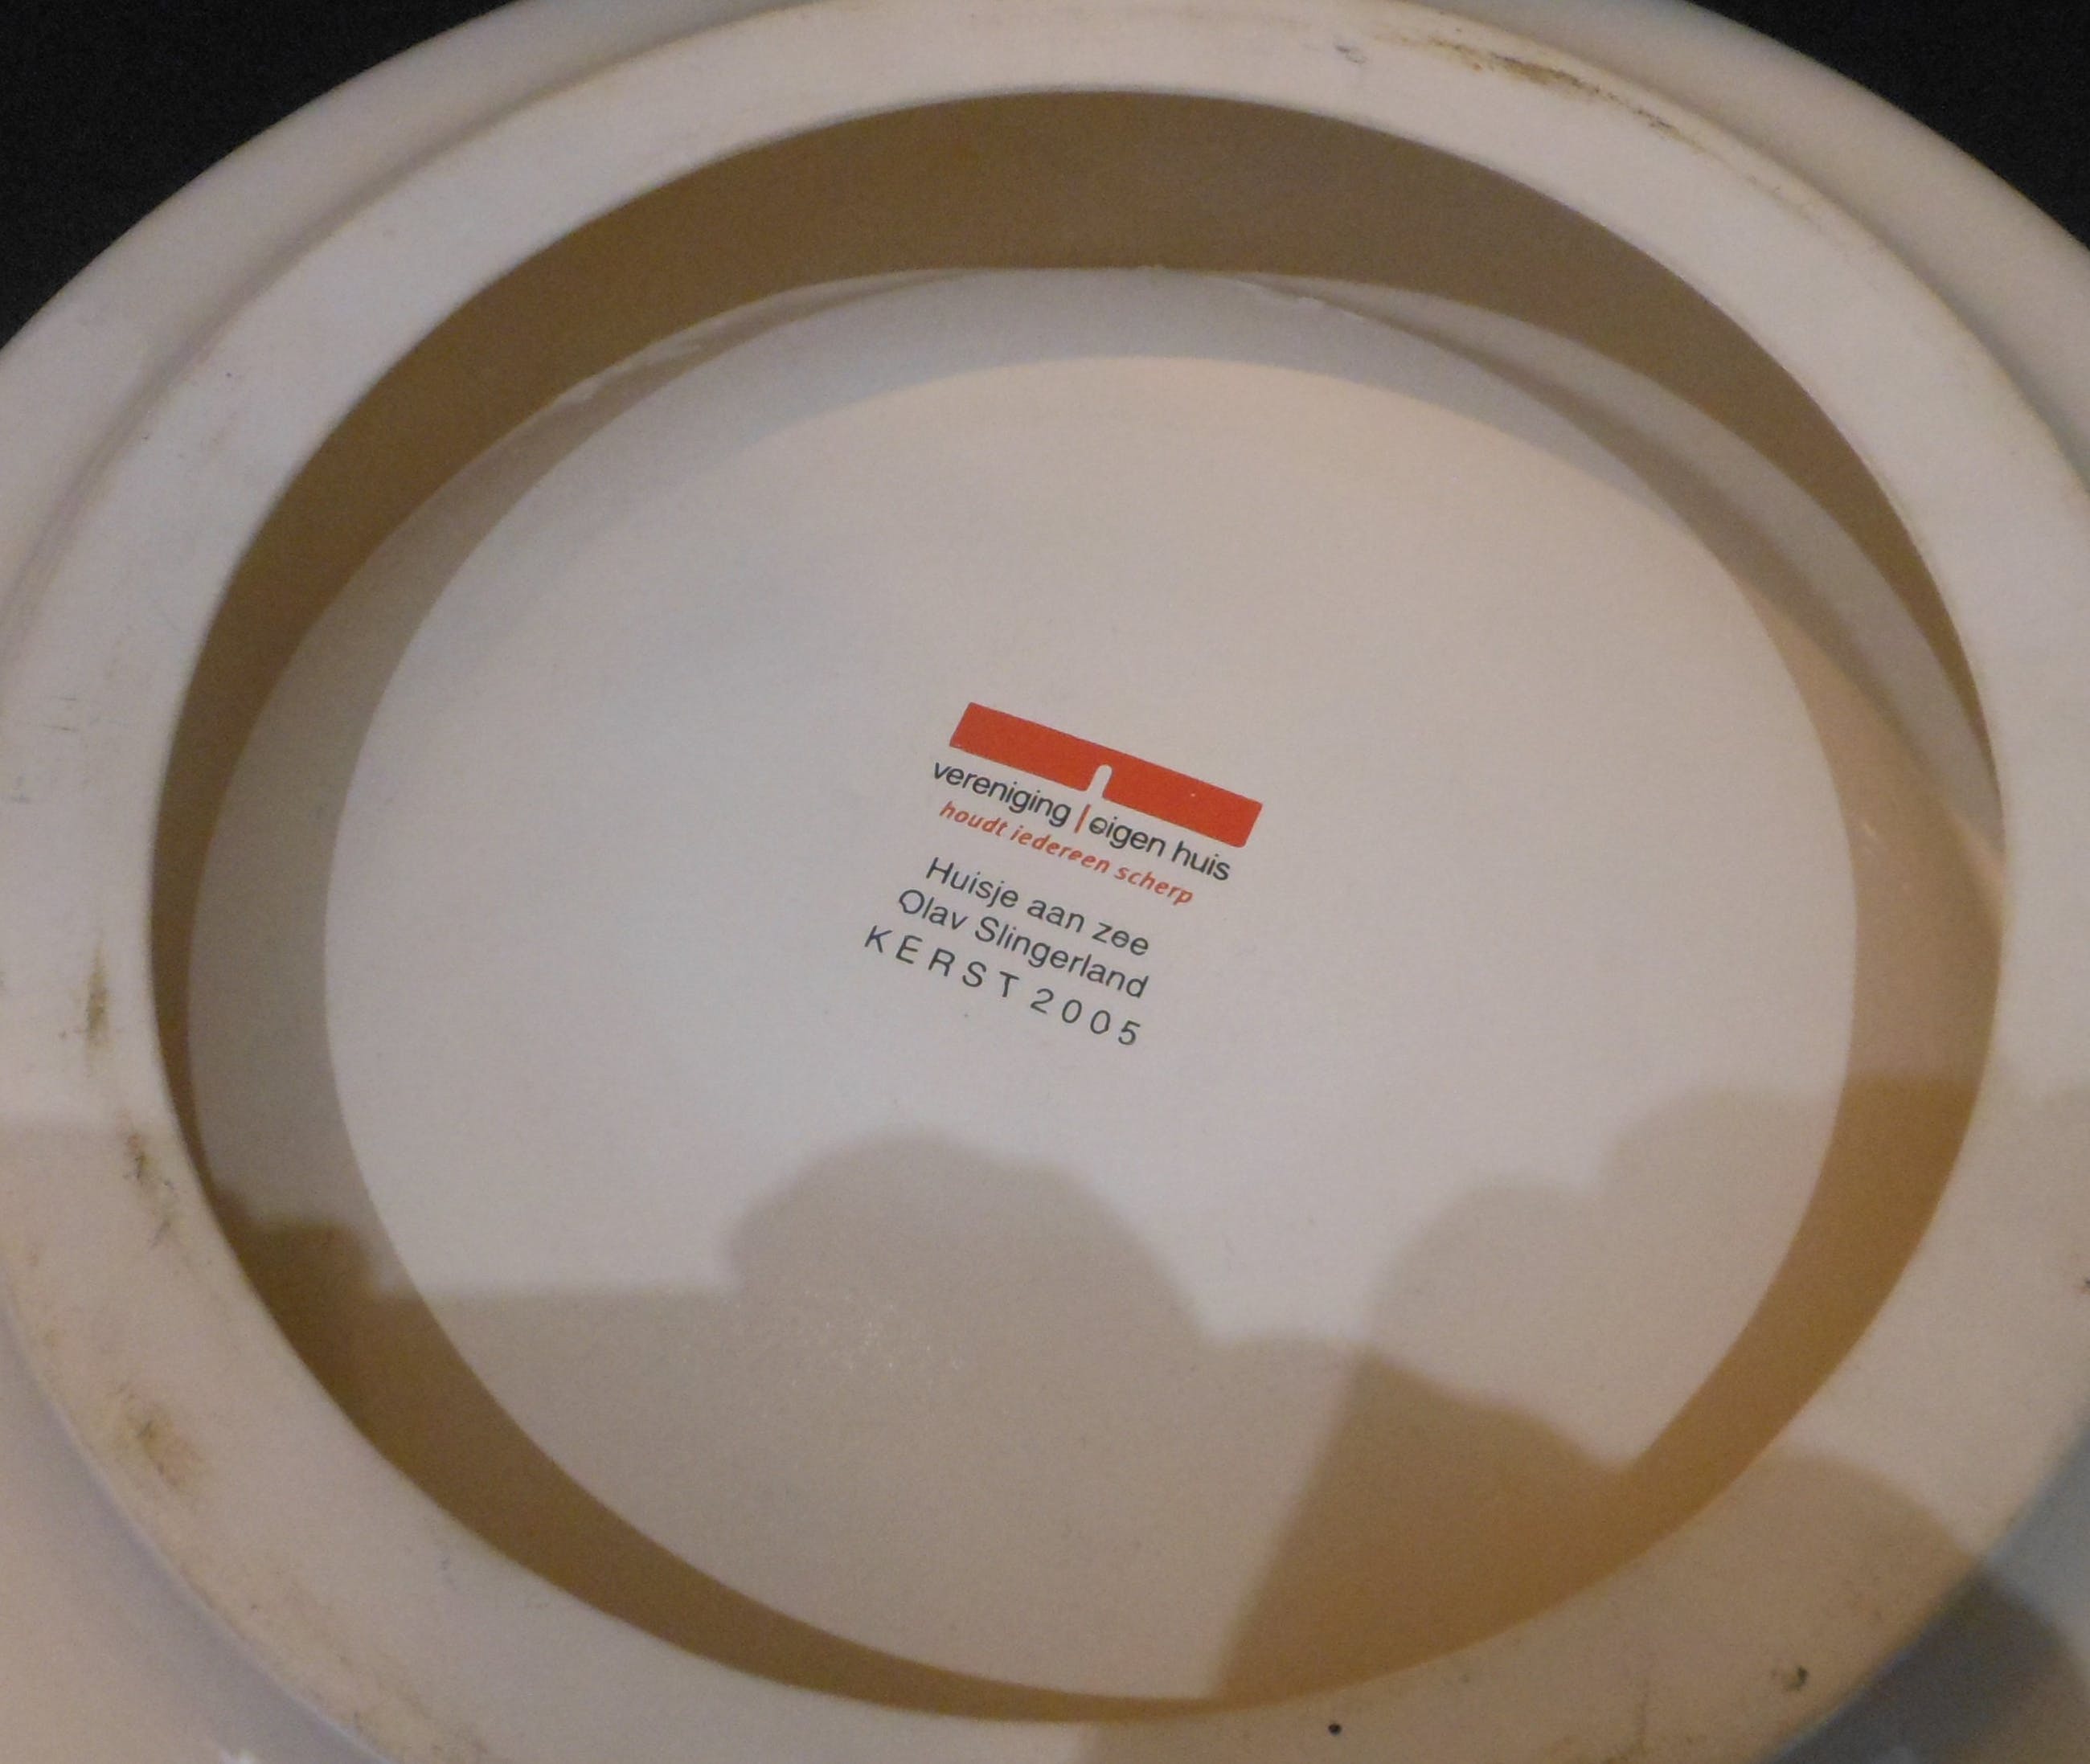 vereniging eigen huis
houdt iedereen scherp
Huisje aan zee
Olav Slingerland
KERST 2005